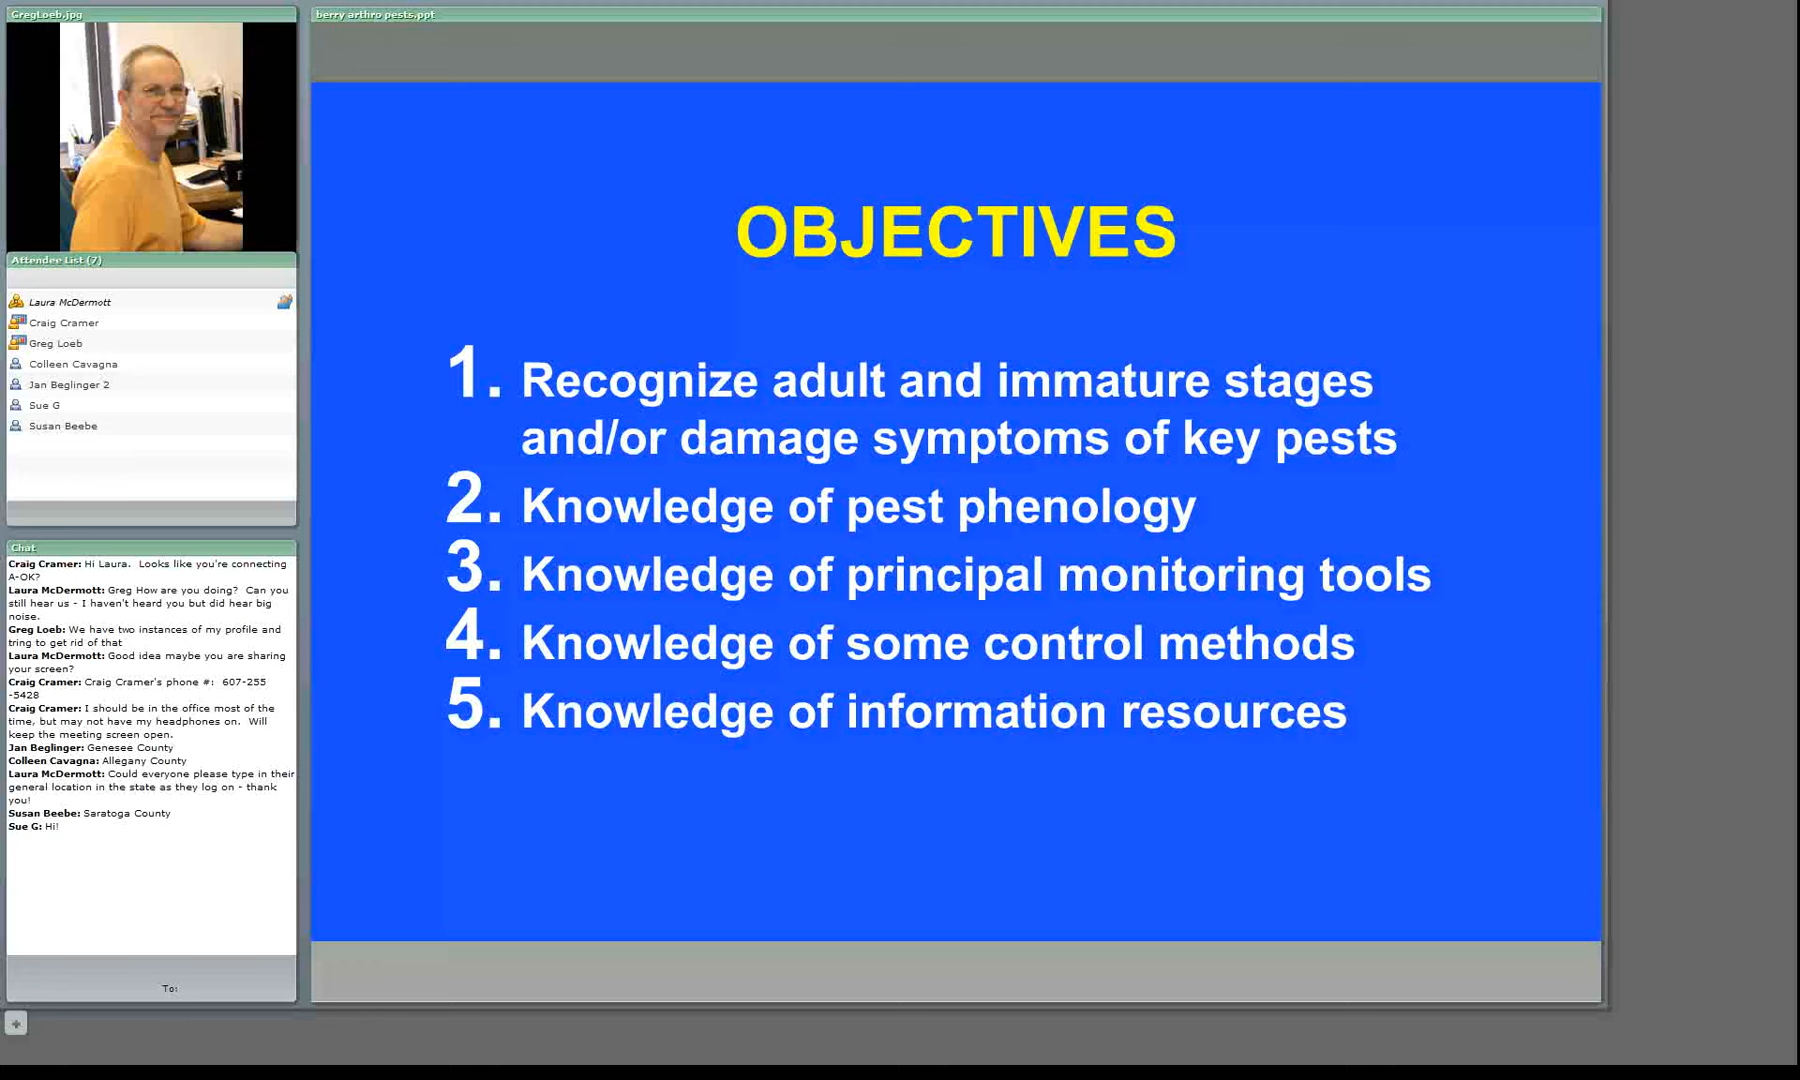 GregLoeb.jpg
Attendee List (7)
Laura McDermott
Craig Cramer
Greg Loeb
Colleen Cavagna
Jan Beglinger 2
Sue G
Susan Beebe
Chat
Craig Cramer: Hi Laura. Looks like you're connecting
A-OK?
Laura McDermott: Greg How are you doing? Can you
still hear us - I haven't heard you but did hear big
noise.
Greg Loeb: We have two instances of my profile and
tring to get rid of that
Laura McDermott: Good idea maybe you are sharing
your screen?
Craig Cramer: Craig Cramer's phone #: 607-255
-5428
Craig Cramer: I should be in the office most of the
time, but may not have my headphones on. Will
keep the meeting screen open.
Jan Beglinger: Genesee County
Colleen Cavagna: Allegany County
Laura McDermott: Could everyone please type in their
general location in the state as they log on - thank
you!
Susan Beebe: Saratoga County
Sue G: Hi!
To:
berry arthro pests.ppt
OBJECTIVES
1. Recognize adult and immature stages
and/or damage symptoms of key pests
2. Knowledge of pest phenology
3. Knowledge of principal monitoring tools
4. Knowledge of some control methods
5. Knowledge of information resources